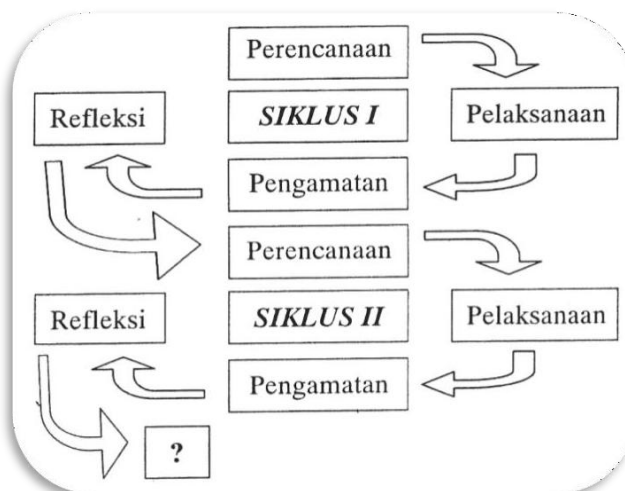 Perencanaan
Refleksi
SIKLUS I
Pelaksanaan
Pengamatan
Perencanaan
Refleksi
SIKLUS II
Pelaksanaan
Pengamatan
?